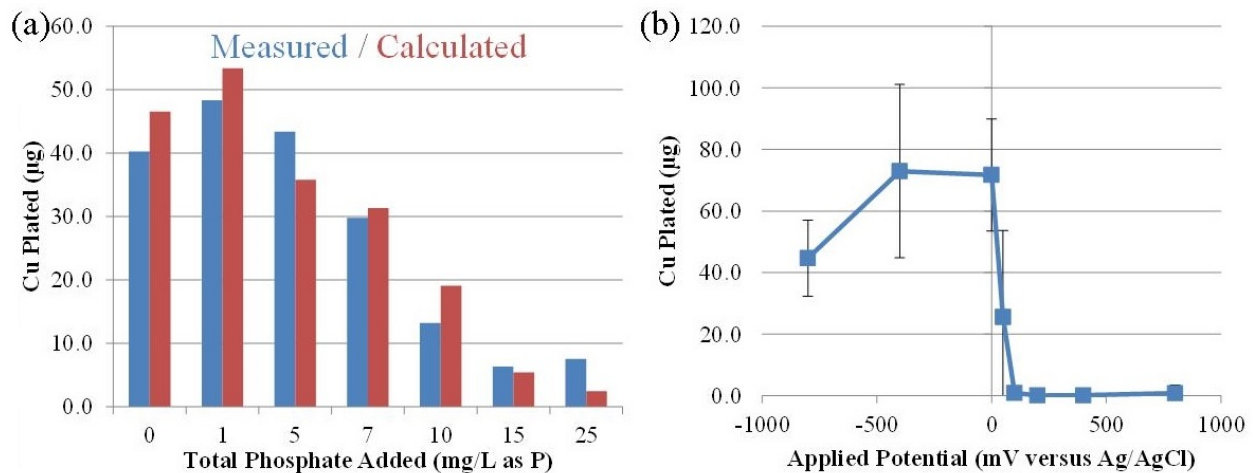 (a)
60.0
50.0
40.0
30.0
20.0
10.0
0.0
Cu Plated (µg)
Measured / Calculated
0 1 5 7 10 15 25
Total Phosphate Added (mg/L as P)
(b)
120.0
100.0
80.0
60.0
40.0
20.0
0.0
Cu Plated (µg)
-1000 -500 0 500 1000
Applied Potential (mV versus Ag/AgCl)